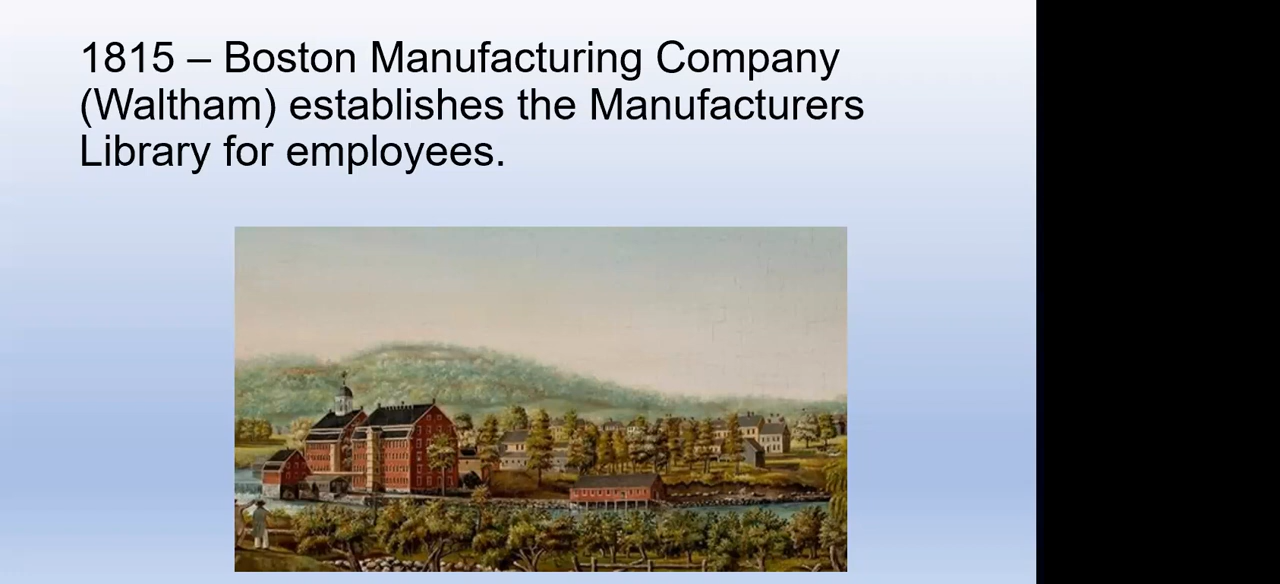 1815 – Boston Manufacturing Company
(Waltham) establishes the Manufacturers
Library for employees.